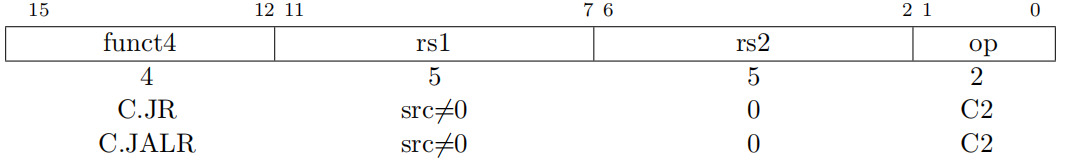 15 12 11 7 6 2 1 0
funct4 rs1 rs2 op
4 5 5 2
C.JR src≠0 0 C2
C.JALR src≠0 0 C2